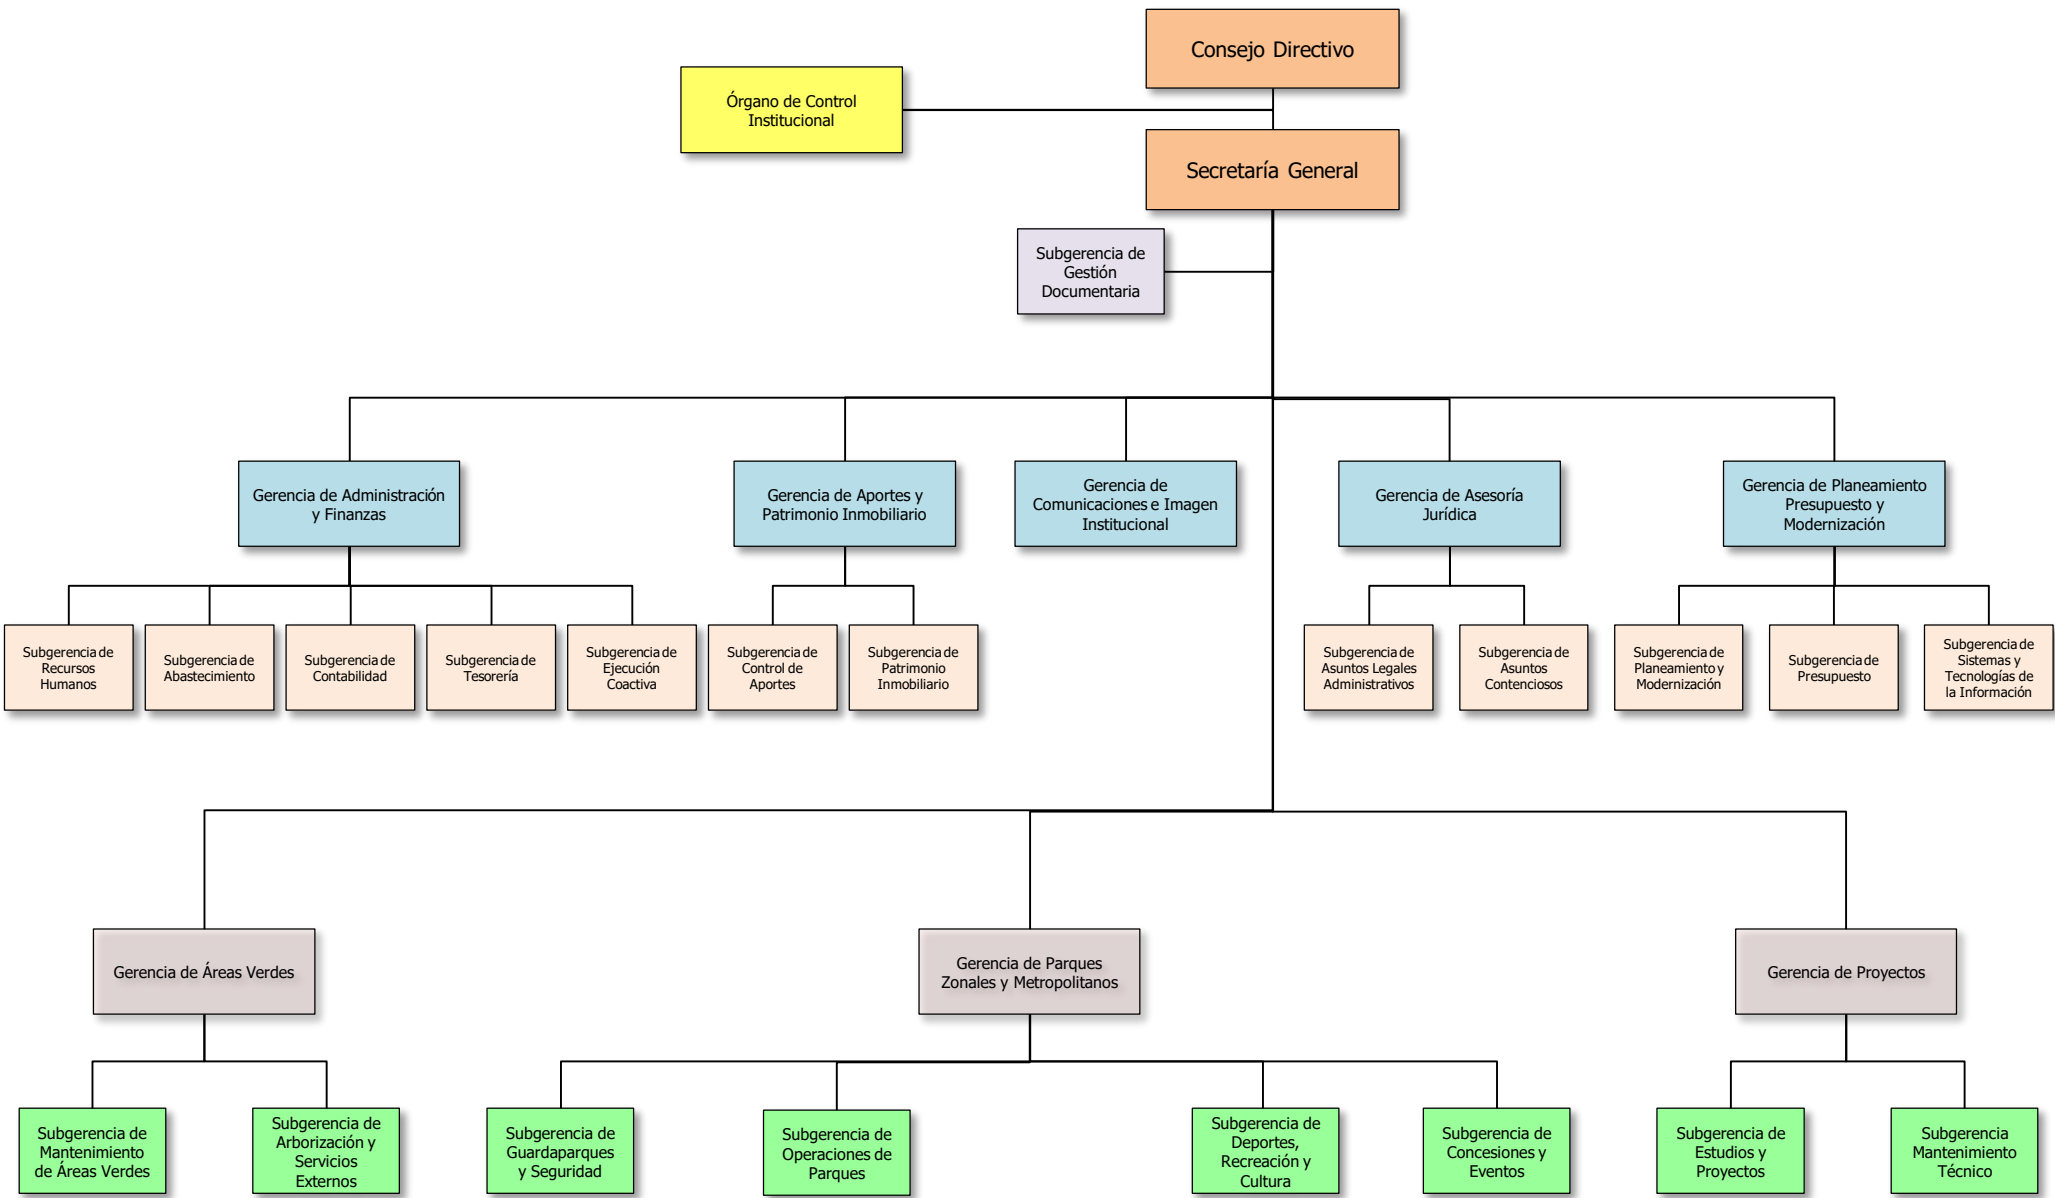 Consejo Directivo
Órgano de Control
Institucional
Secretaría General
Subgerencia de
Gestión
Documentaria
Gerencia de Administración
y Finanzas
Gerencia de Aportes y
Patrimonio Inmobiliario
Gerencia de
Comunicaciones e Imagen
Institucional
Gerencia de Asesoría
Jurídica
Gerencia de Planeamiento
Presupuesto y
Modernización
Subgerencia de
Recursos
Humanos
Subgerencia de
Abastecimiento
Subgerencia de
Contabilidad
Subgerencia de
Tesorería
Subgerencia de
Ejecución
Coactiva
Subgerencia de
Control de
Aportes
Subgerencia de
Patrimonio
Inmobiliario
Subgerencia de
Asuntos Legales
Administrativos
Subgerencia de
Asuntos
Contenciosos
Subgerencia de
Planeamiento y
Modernización
Subgerencia de
Presupuesto
Subgerencia de
Sistemas y
Tecnologías de
la Información
Gerencia de Áreas Verdes
Gerencia de Parques
Zonales y Metropolitanos
Gerencia de Proyectos
Subgerencia de
Mantenimiento
de Áreas Verdes
Subgerencia de
Arborización y
Servicios
Externos
Subgerencia de
Guardaparques
y Seguridad
Subgerencia de
Operaciones de
Parques
Subgerencia de
Deportes,
Recreación y
Cultura
Subgerencia de
Concesiones y
Eventos
Subgerencia de
Estudios y
Proyectos
Subgerencia
Mantenimiento
Técnico